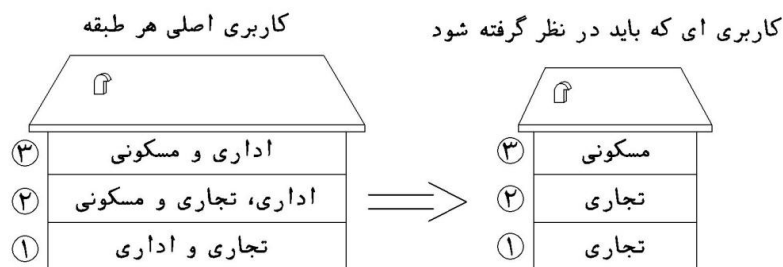 کاربری اصلی هر طبقه
۳ اداری و مسکونی
۲ اداری، تجاری و مسکونی
۱ تجاری و اداری
کاربری ای که باید در نظر گرفته شود
۳ مسکونی
۲ تجاری
۱ تجاری